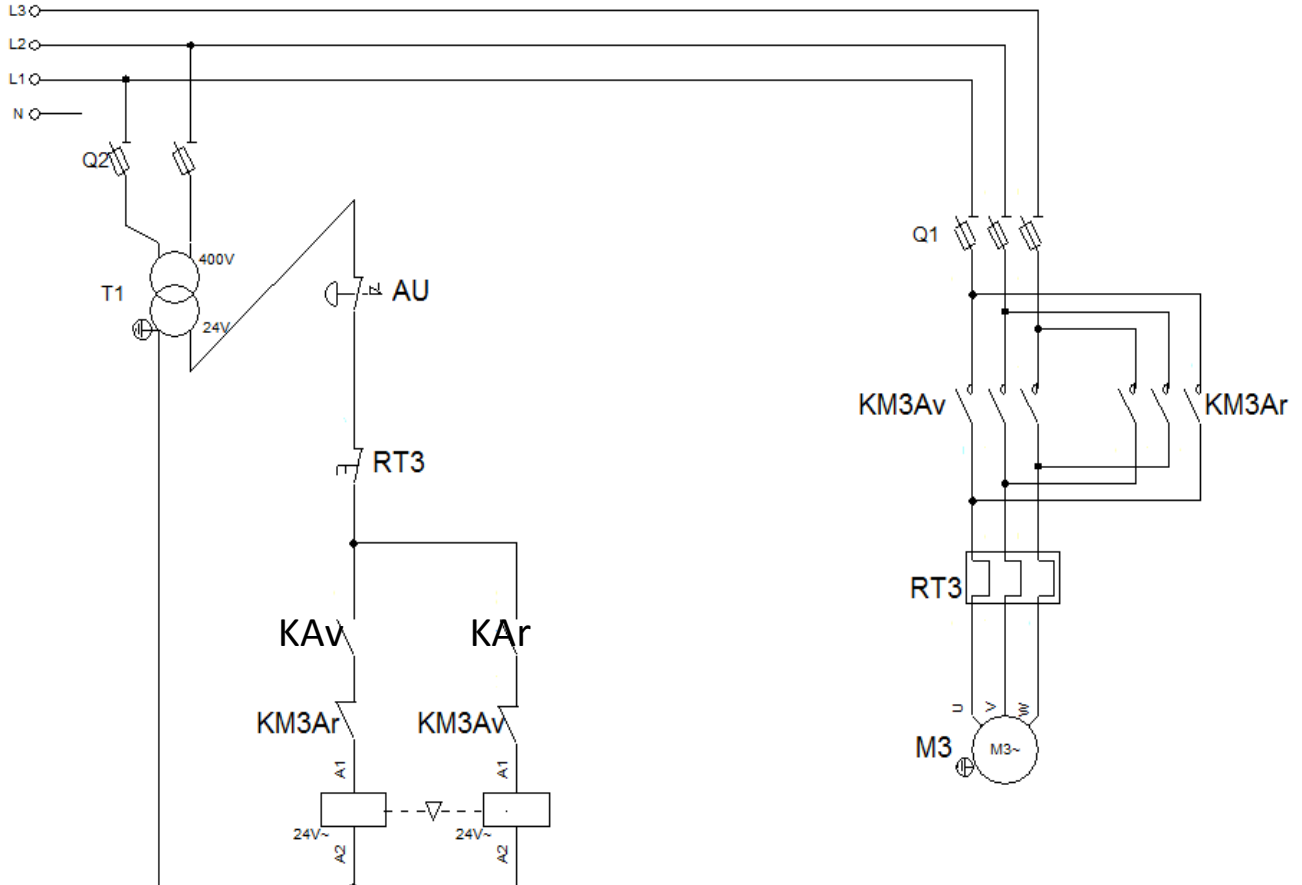 L3
L2
L1
N
Q2
400V
T1
24V
AU
RT3
KAv
KAr
KM3Ar
KM3Av
A1
A1
24V~
24V~
A2
A2
Q1
KM3Av
KM3Ar
RT3
U
V
W
M3
M3~